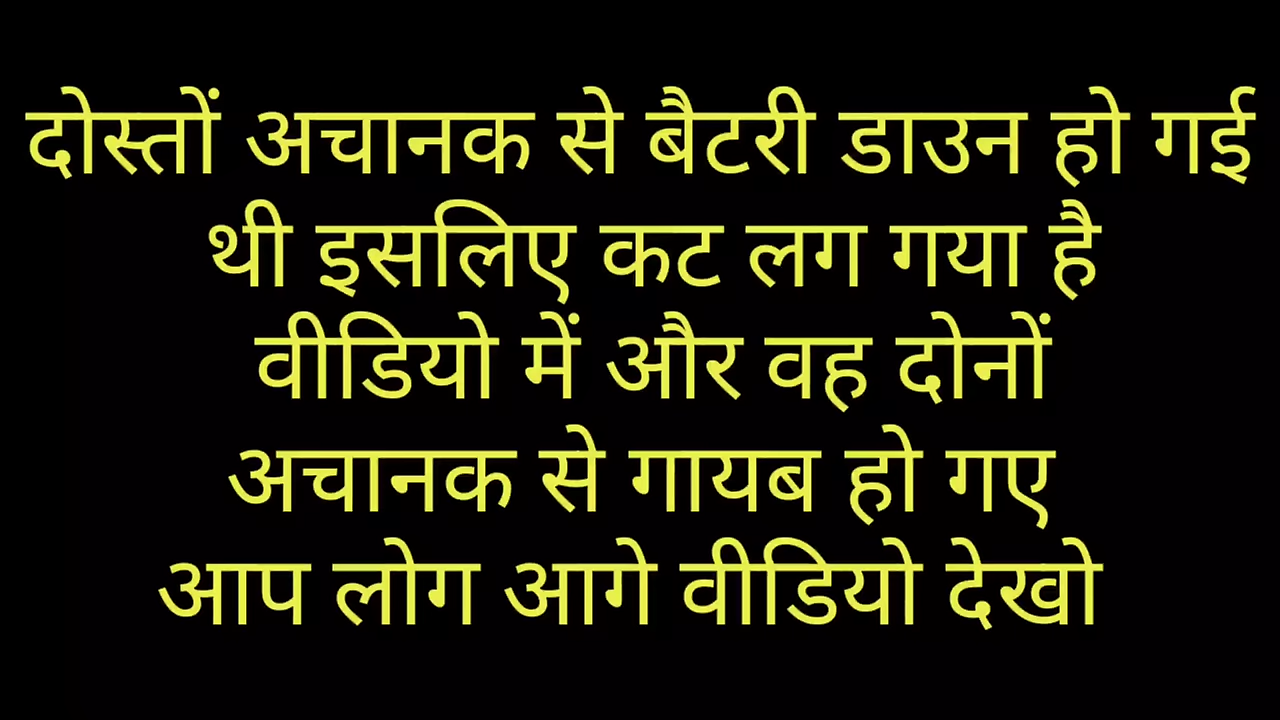 दोस्तों अचानक से बैटरी डाउन हो गई
थी इसलिए कट लग गया है
वीडियो में और वह दोनों
अचानक से गायब हो गए
आप लोग आगे वीडियो देखो